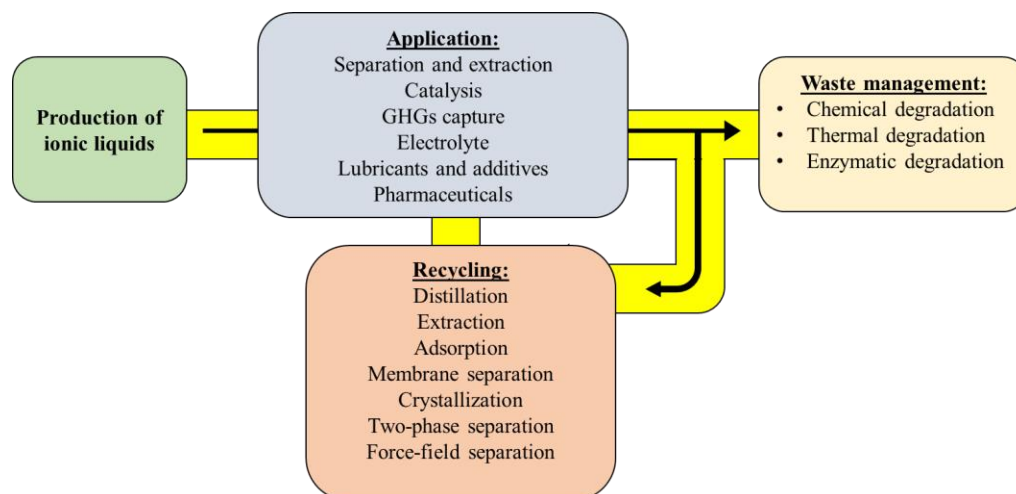 Production of
ionic liquids
Application:
Separation and extraction
Catalysis
GHGs capture
Electrolyte
Lubricants and additives
Pharmaceuticals
Waste management:
• Chemical degradation
• Thermal degradation
• Enzymatic degradation
Recycling:
Distillation
Extraction
Adsorption
Membrane separation
Crystallization
Two-phase separation
Force-field separation